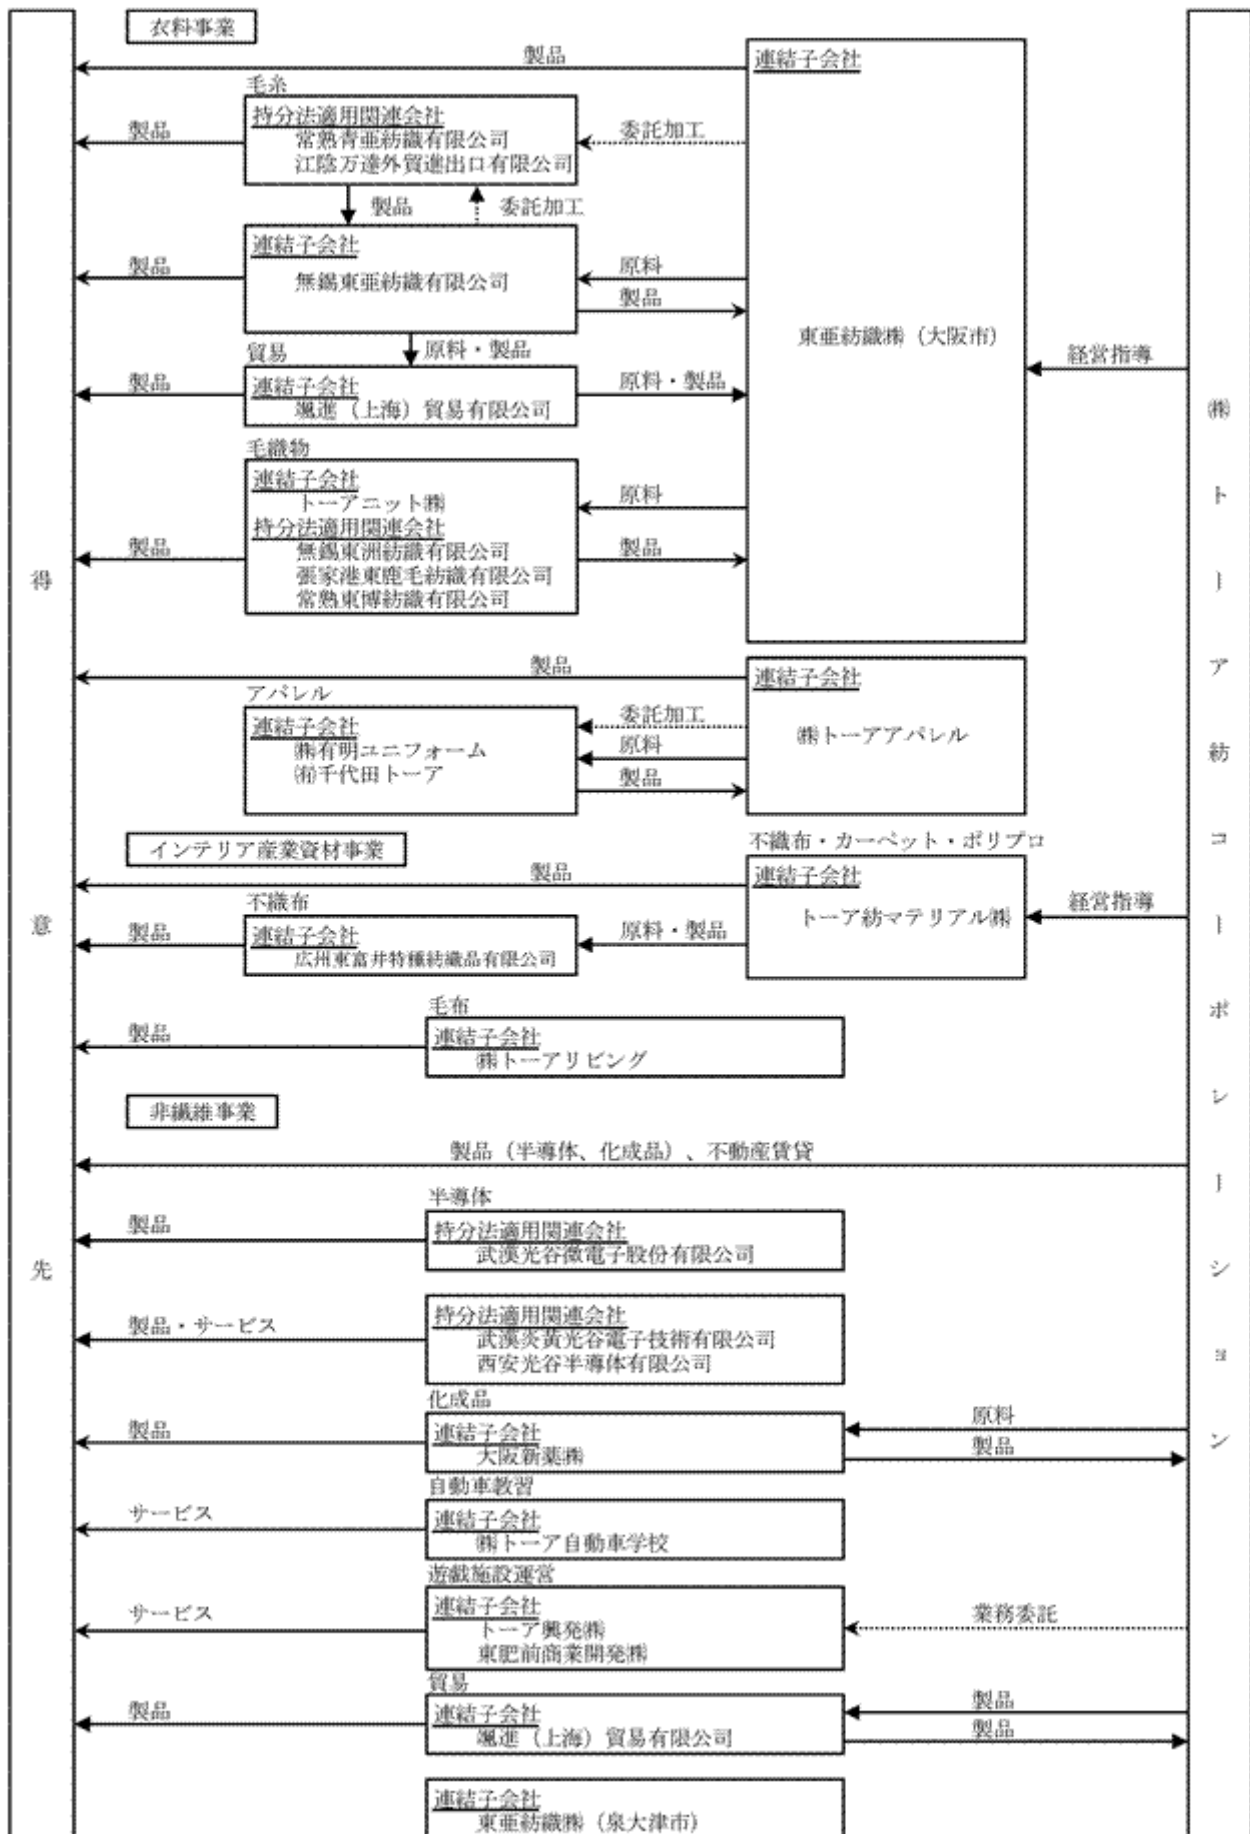 衣料事業
製品
連結子会社
毛糸
持分法適用関連会社
常熟青亜紡織有限公司
江陰万達外貿進出口有限公司
製品
委託加工
製品
委託加工
連結子会社
無錫東亜紡織有限公司
製品
原料
製品
東亜紡織㈱（大阪市）
経営指導
原料・製品
貿易
連結子会社
颯進（上海）貿易有限公司
製品
原料・製品
毛織物
連結子会社
トーアニット㈱
持分法適用関連会社
無錫東洲紡織有限公司
張家港東鹿毛紡織有限公司
常熟東博紡織有限公司
製品
原料
製品
製品
連結子会社
㈱トーアアパレル
アパレル
連結子会社
㈱有明ユニフォーム
㈲千代田トーア
委託加工
原料
製品
インテリア産業資材事業
不織布・カーペット・ポリプロ
製品
連結子会社
トーア紡マテリアル㈱
経営指導
不織布
連結子会社
広州東富井特種紡織品有限公司
製品
原料・製品
毛布
連結子会社
㈱トーアリビング
製品
非繊維事業
製品（半導体、化成品）、不動産賃貸
半導体
製品
持分法適用関連会社
武漢光谷微電子股份有限公司
製品・サービス
持分法適用関連会社
武漢炎黄光谷電子技術有限公司
西安光谷半導体有限公司
化成品
製品
連結子会社
大阪新薬㈱
原料
製品
自動車教習
サービス
連結子会社
㈱トーア自動車学校
遊戯施設運営
サービス
連結子会社
トーア興発㈱
東肥前商業開発㈱
業務委託
貿易
製品
連結子会社
颯進（上海）貿易有限公司
製品
製品
連結子会社
東亜紡織㈱（泉大津市）
得意先
㈱トーア紡コーポレーション